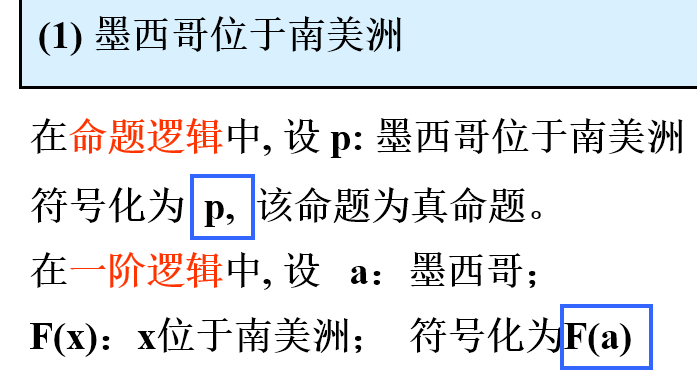 (1) 墨西哥位于南美洲
在命题逻辑中, 设 p: 墨西哥位于南美洲
符号化为 p, 该命题为真命题。
在一阶逻辑中, 设 a：墨西哥；
F(x)：x位于南美洲； 符号化为F(a)